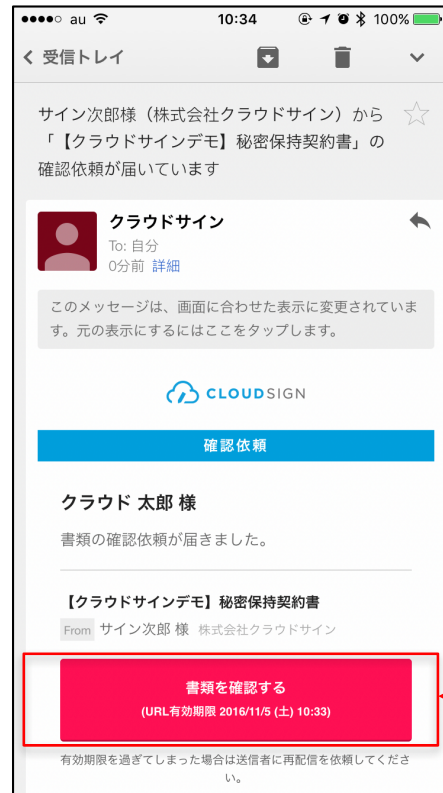 au 10:34 100%
受信トレイ
サイン次郎様（株式会社クラウドサイン）から
「【クラウドサインデモ】秘密保持契約書」の
確認依頼が届いています
クラウドサイン
To: 自分
0分前 詳細
このメッセージは、画面に合わせた表示に変更されていま
す。元の表示にするにはここをタップします。
CLOUDSIGN
確認依頼
クラウド 太郎 様
書類の確認依頼が届きました。
【クラウドサインデモ】秘密保持契約書
From サイン次郎 様 株式会社クラウドサイン
書類を確認する
(URL有効期限 2016/11/5 (土) 10:33)
有効期限を過ぎてしまった場合は送信者に再配信を依頼してくださ
い。